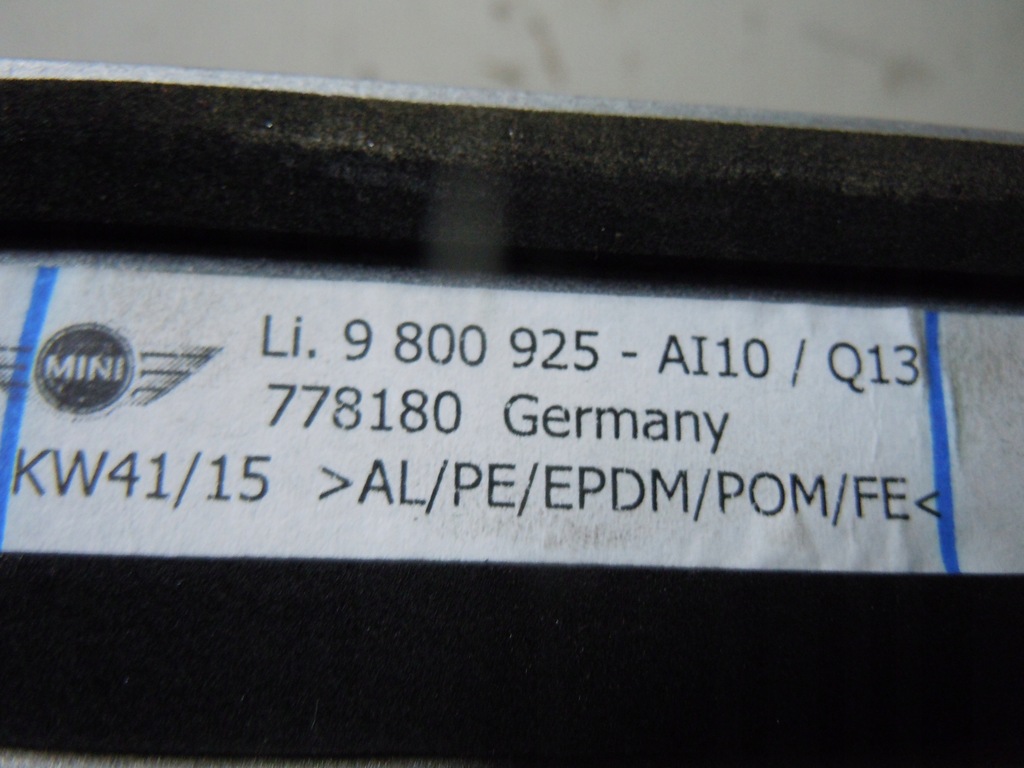 MINI
Li. 9 800 925 - AI10 / Q13
778180 Germany
KW41/15 >AL/PE/EPDM/POM/FE<